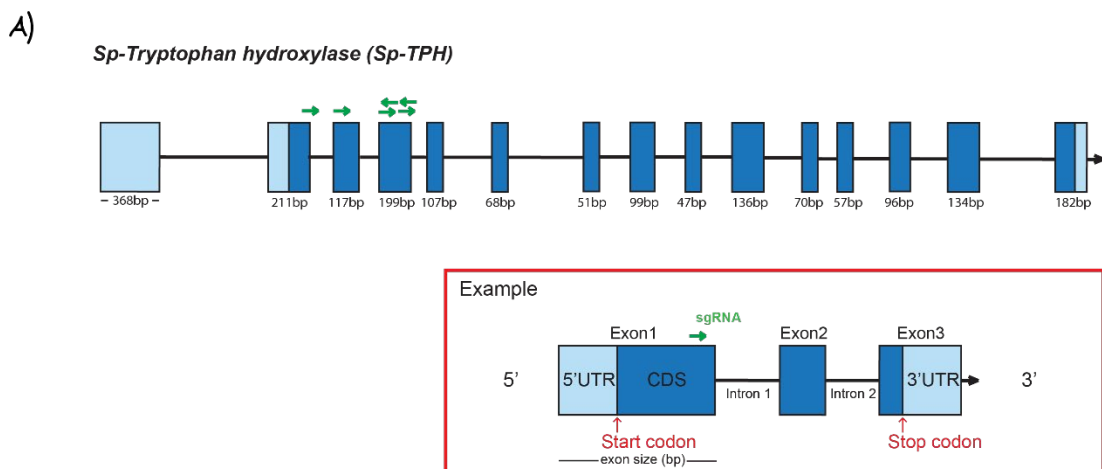 A)
Sp-Tryptophan hydroxylase (Sp-TPH)
– 368bp –
211bp
117bp
199bp
107bp
68bp
51bp
99bp
47bp
136bp
70bp
57bp
96bp
134bp
182bp
Example
sgRNA
Exon1
Exon2
Exon3
5’
5’UTR
CDS
Intron 1
Intron 2
3’UTR
3’
Start codon
Stop codon
exon size (bp)